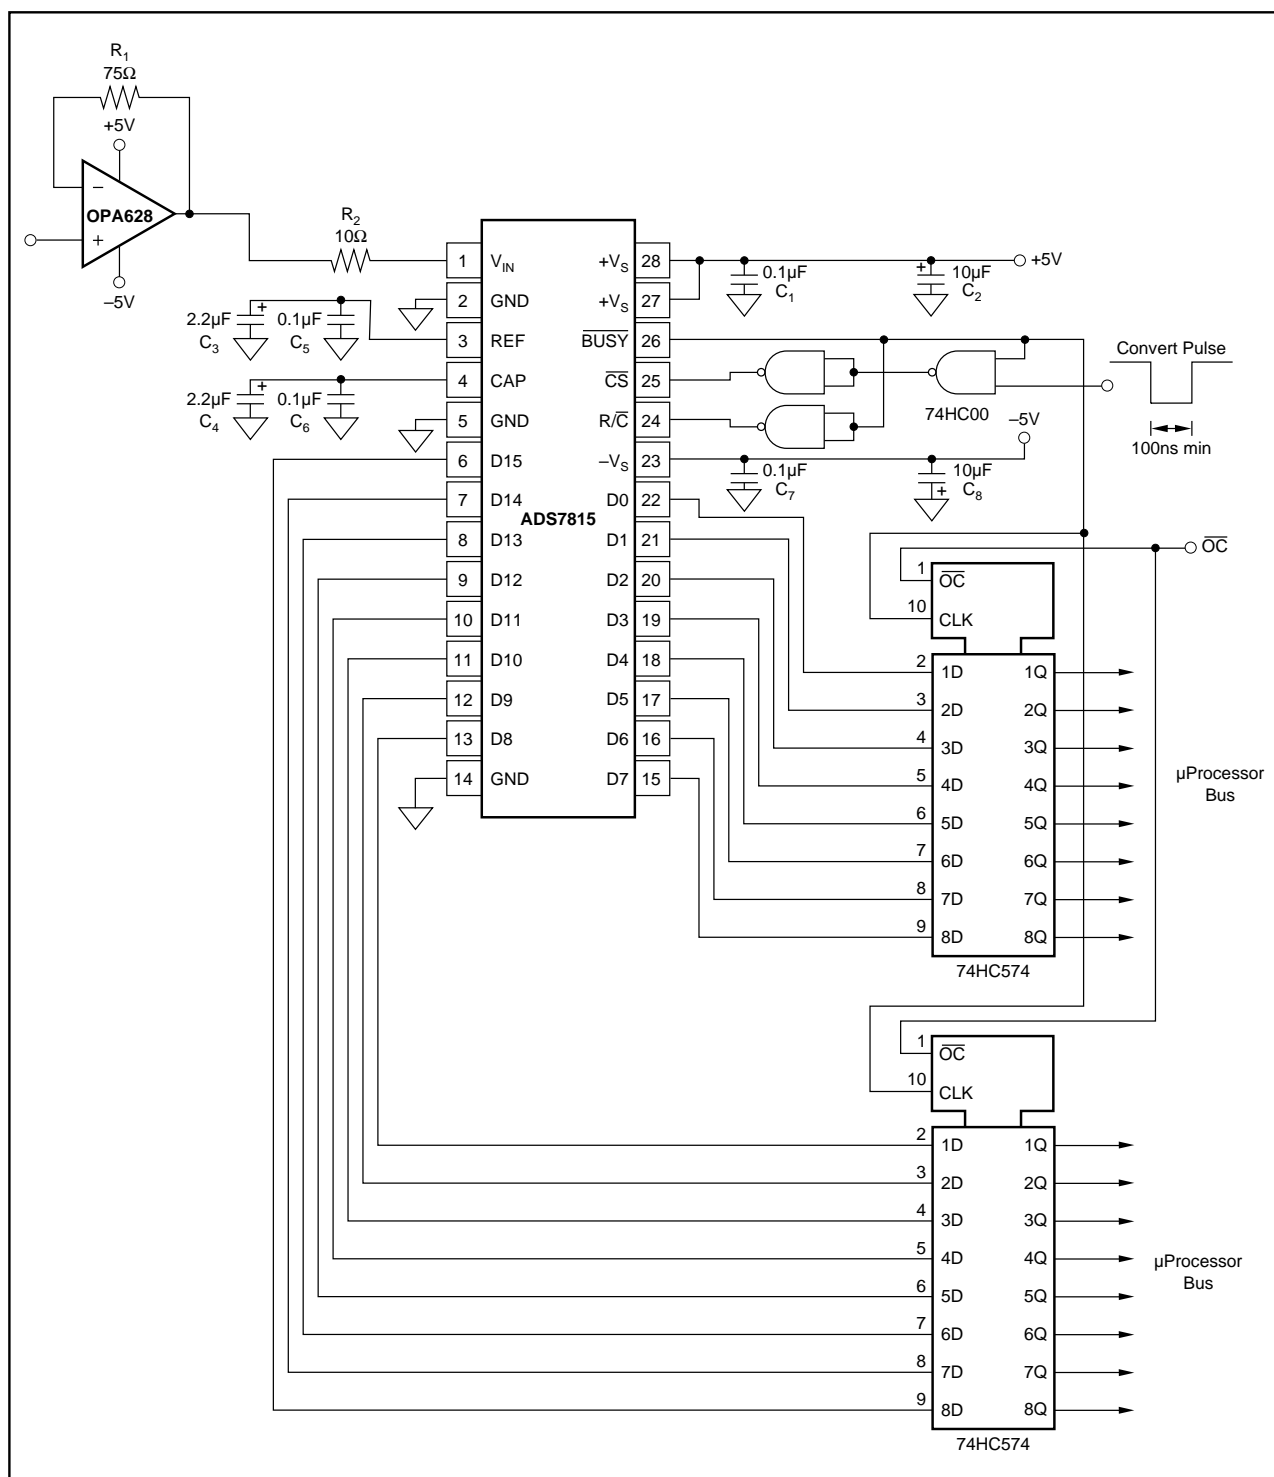 R1
75Ω
+5V
−
OPA628
+
–5V
R2
10Ω
2.2µF
+
C3
0.1µF
C5
2.2µF
+
C4
0.1µF
C6
ADS7815
1 VIN
2 GND
3 REF
4 CAP
5 GND
6 D15
7 D14
8 D13
9 D12
10 D11
11 D10
12 D9
13 D8
14 GND
+VS 28
+VS 27
BUSY 26
CS 25
R/C 24
–VS 23
D0 22
D1 21
D2 20
D3 19
D4 18
D5 17
D6 16
D7 15
0.1µF
C1
+
10µF
C2
+5V
74HC00
Convert Pulse
100ns min
–5V
0.1µF
C7
10µF
+
C8
OC
1 OC
10 CLK
2 1D 1Q
3 2D 2Q
4 3D 3Q
5 4D 4Q
6 5D 5Q
7 6D 6Q
8 7D 7Q
9 8D 8Q
74HC574
µProcessor
Bus
1 OC
10 CLK
2 1D 1Q
3 2D 2Q
4 3D 3Q
5 4D 4Q
6 5D 5Q
7 6D 6Q
8 7D 7Q
9 8D 8Q
74HC574
µProcessor
Bus